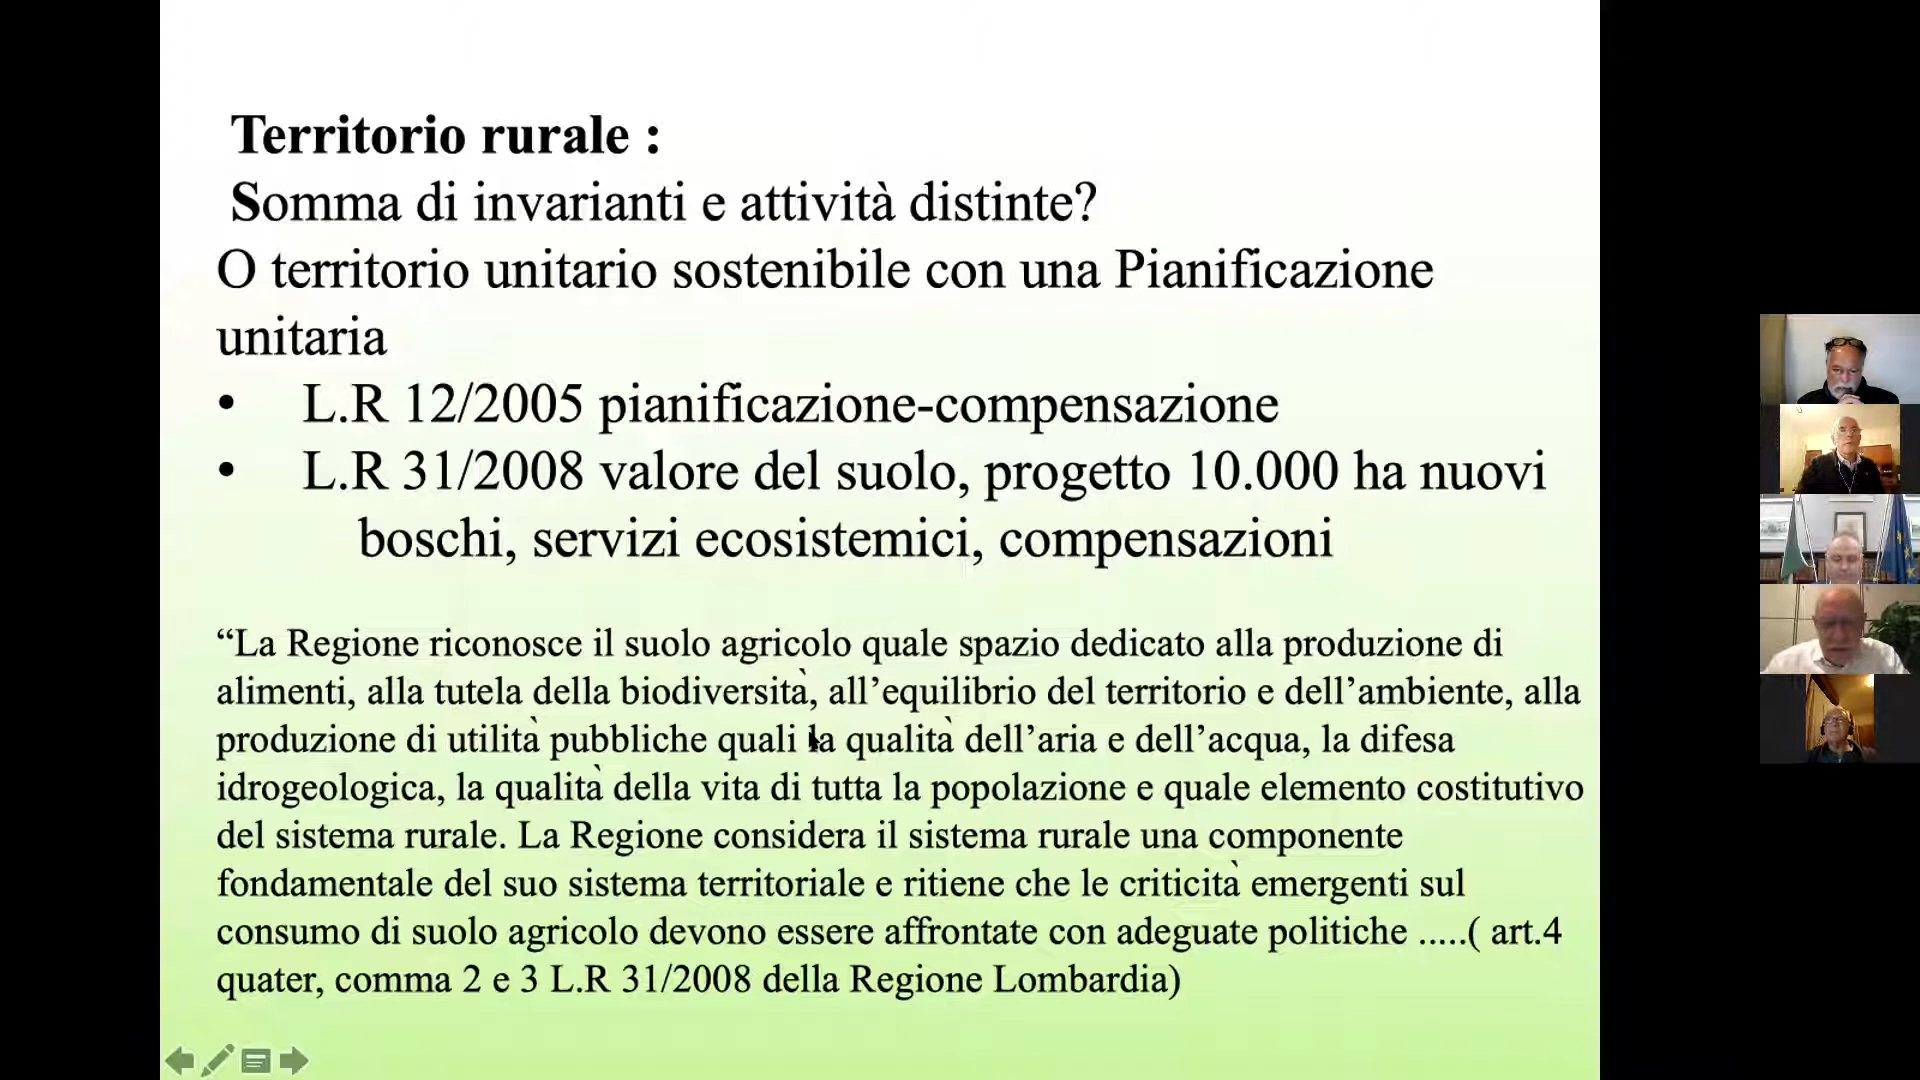 Territorio rurale :
Somma di invarianti e attività distinte?
O territorio unitario sostenibile con una Pianificazione
unitaria
• L.R 12/2005 pianificazione-compensazione
• L.R 31/2008 valore del suolo, progetto 10.000 ha nuovi
boschi, servizi ecosistemici, compensazioni
“La Regione riconosce il suolo agricolo quale spazio dedicato alla produzione di
alimenti, alla tutela della biodiversità, all’equilibrio del territorio e dell’ambiente, alla
produzione di utilità pubbliche quali la qualità dell’aria e dell’acqua, la difesa
idrogeologica, la qualità della vita di tutta la popolazione e quale elemento costitutivo
del sistema rurale. La Regione considera il sistema rurale una componente
fondamentale del suo sistema territoriale e ritiene che le criticità emergenti sul
consumo di suolo agricolo devono essere affrontate con adeguate politiche .....( art.4
quater, comma 2 e 3 L.R 31/2008 della Regione Lombardia)